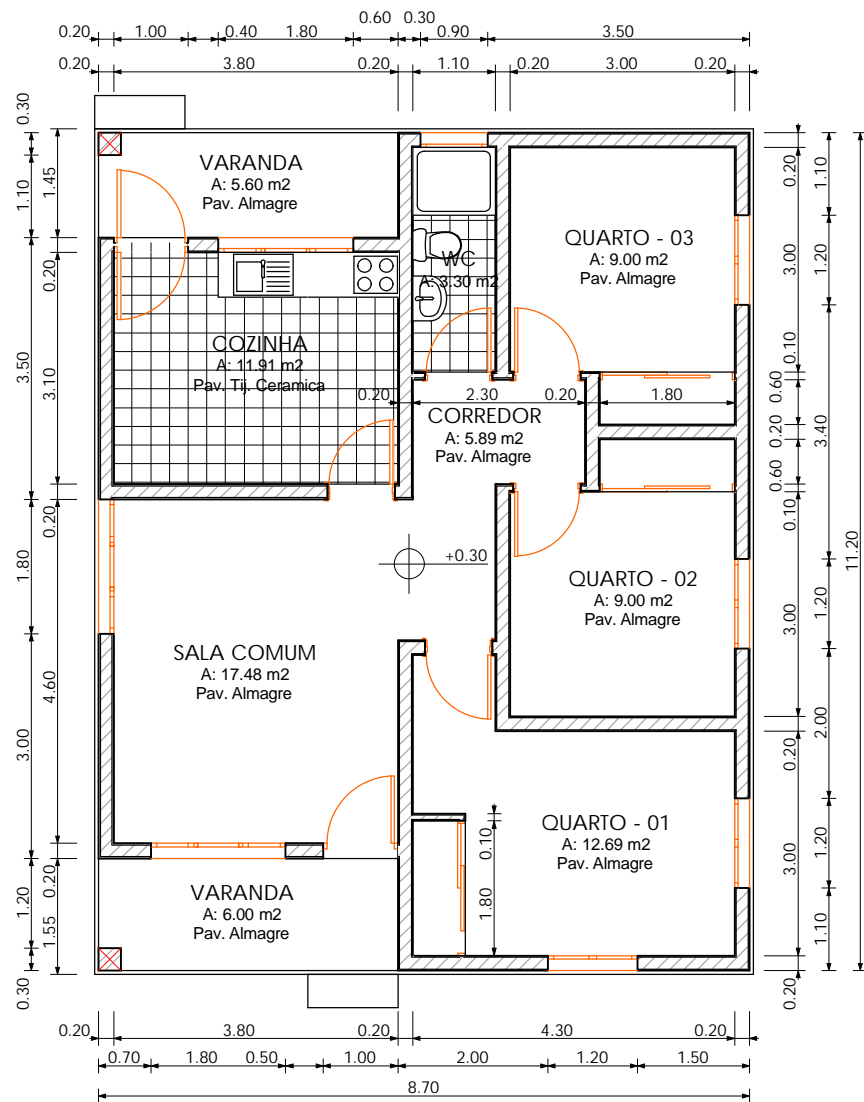 0.60 0.30
0.20 1.00 0.40 1.80 0.90 3.50
0.20 3.80 0.20 1.10 0.20 3.00 0.20
0.30
1.10
1.45
3.50
0.20
3.10
1.80
0.20
3.00
4.60
1.20
0.20
1.55
0.30
VARANDA
A: 5.60 m2
Pav. Almagre
WC
A: 3.30 m2
QUARTO - 03
A: 9.00 m2
Pav. Almagre
COZINHA
A: 11.91 m2
Pav. Tij. Ceramica
0.20 2.30 0.20 1.80
CORREDOR
A: 5.89 m2
Pav. Almagre
+0.30
QUARTO - 02
A: 9.00 m2
Pav. Almagre
SALA COMUM
A: 17.48 m2
Pav. Almagre
QUARTO - 01
A: 12.69 m2
Pav. Almagre
0.10
1.80
VARANDA
A: 6.00 m2
Pav. Almagre
0.20
3.00
0.10
0.60
0.20
0.60
0.10
3.00
0.20
3.00
0.20
1.10
1.20
3.40
1.20
2.00
1.20
1.10
11.20
0.20 3.80 0.20 4.30 0.20
0.70 1.80 0.50 1.00 2.00 1.20 1.50
8.70